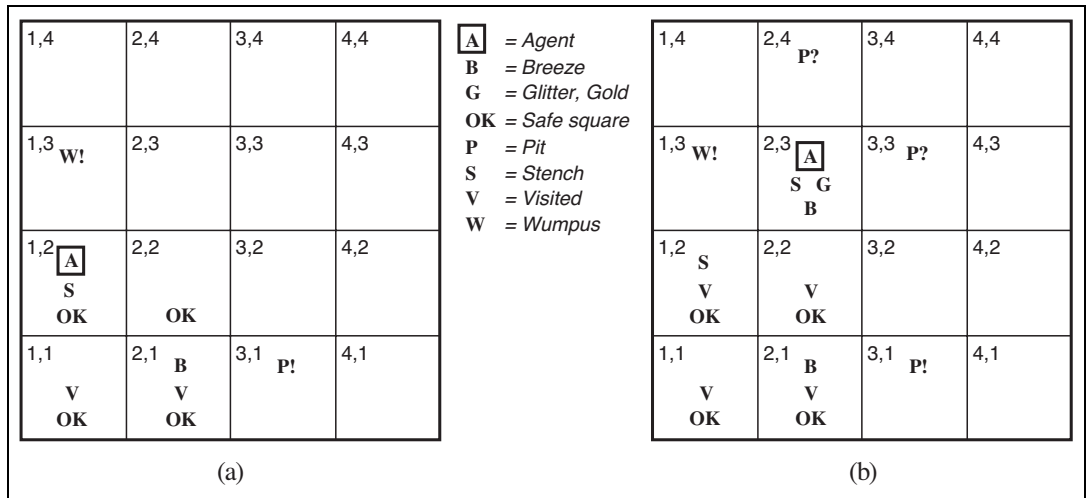 1,4 2,4 3,4 4,4
1,3 W! 2,3 3,3 4,3
1,2 A 2,2 3,2 4,2
S
OK OK
1,1 2,1 B 3,1 P! 4,1
V V
OK OK
(a)
A = Agent
B = Breeze
G = Glitter, Gold
OK = Safe square
P = Pit
S = Stench
V = Visited
W = Wumpus
1,4 2,4 P? 3,4 4,4
1,3 W! 2,3 A 3,3 P? 4,3
S G
B
1,2 S 2,2 3,2 4,2
V V
OK OK
1,1 2,1 B 3,1 P! 4,1
V V
OK OK
(b)